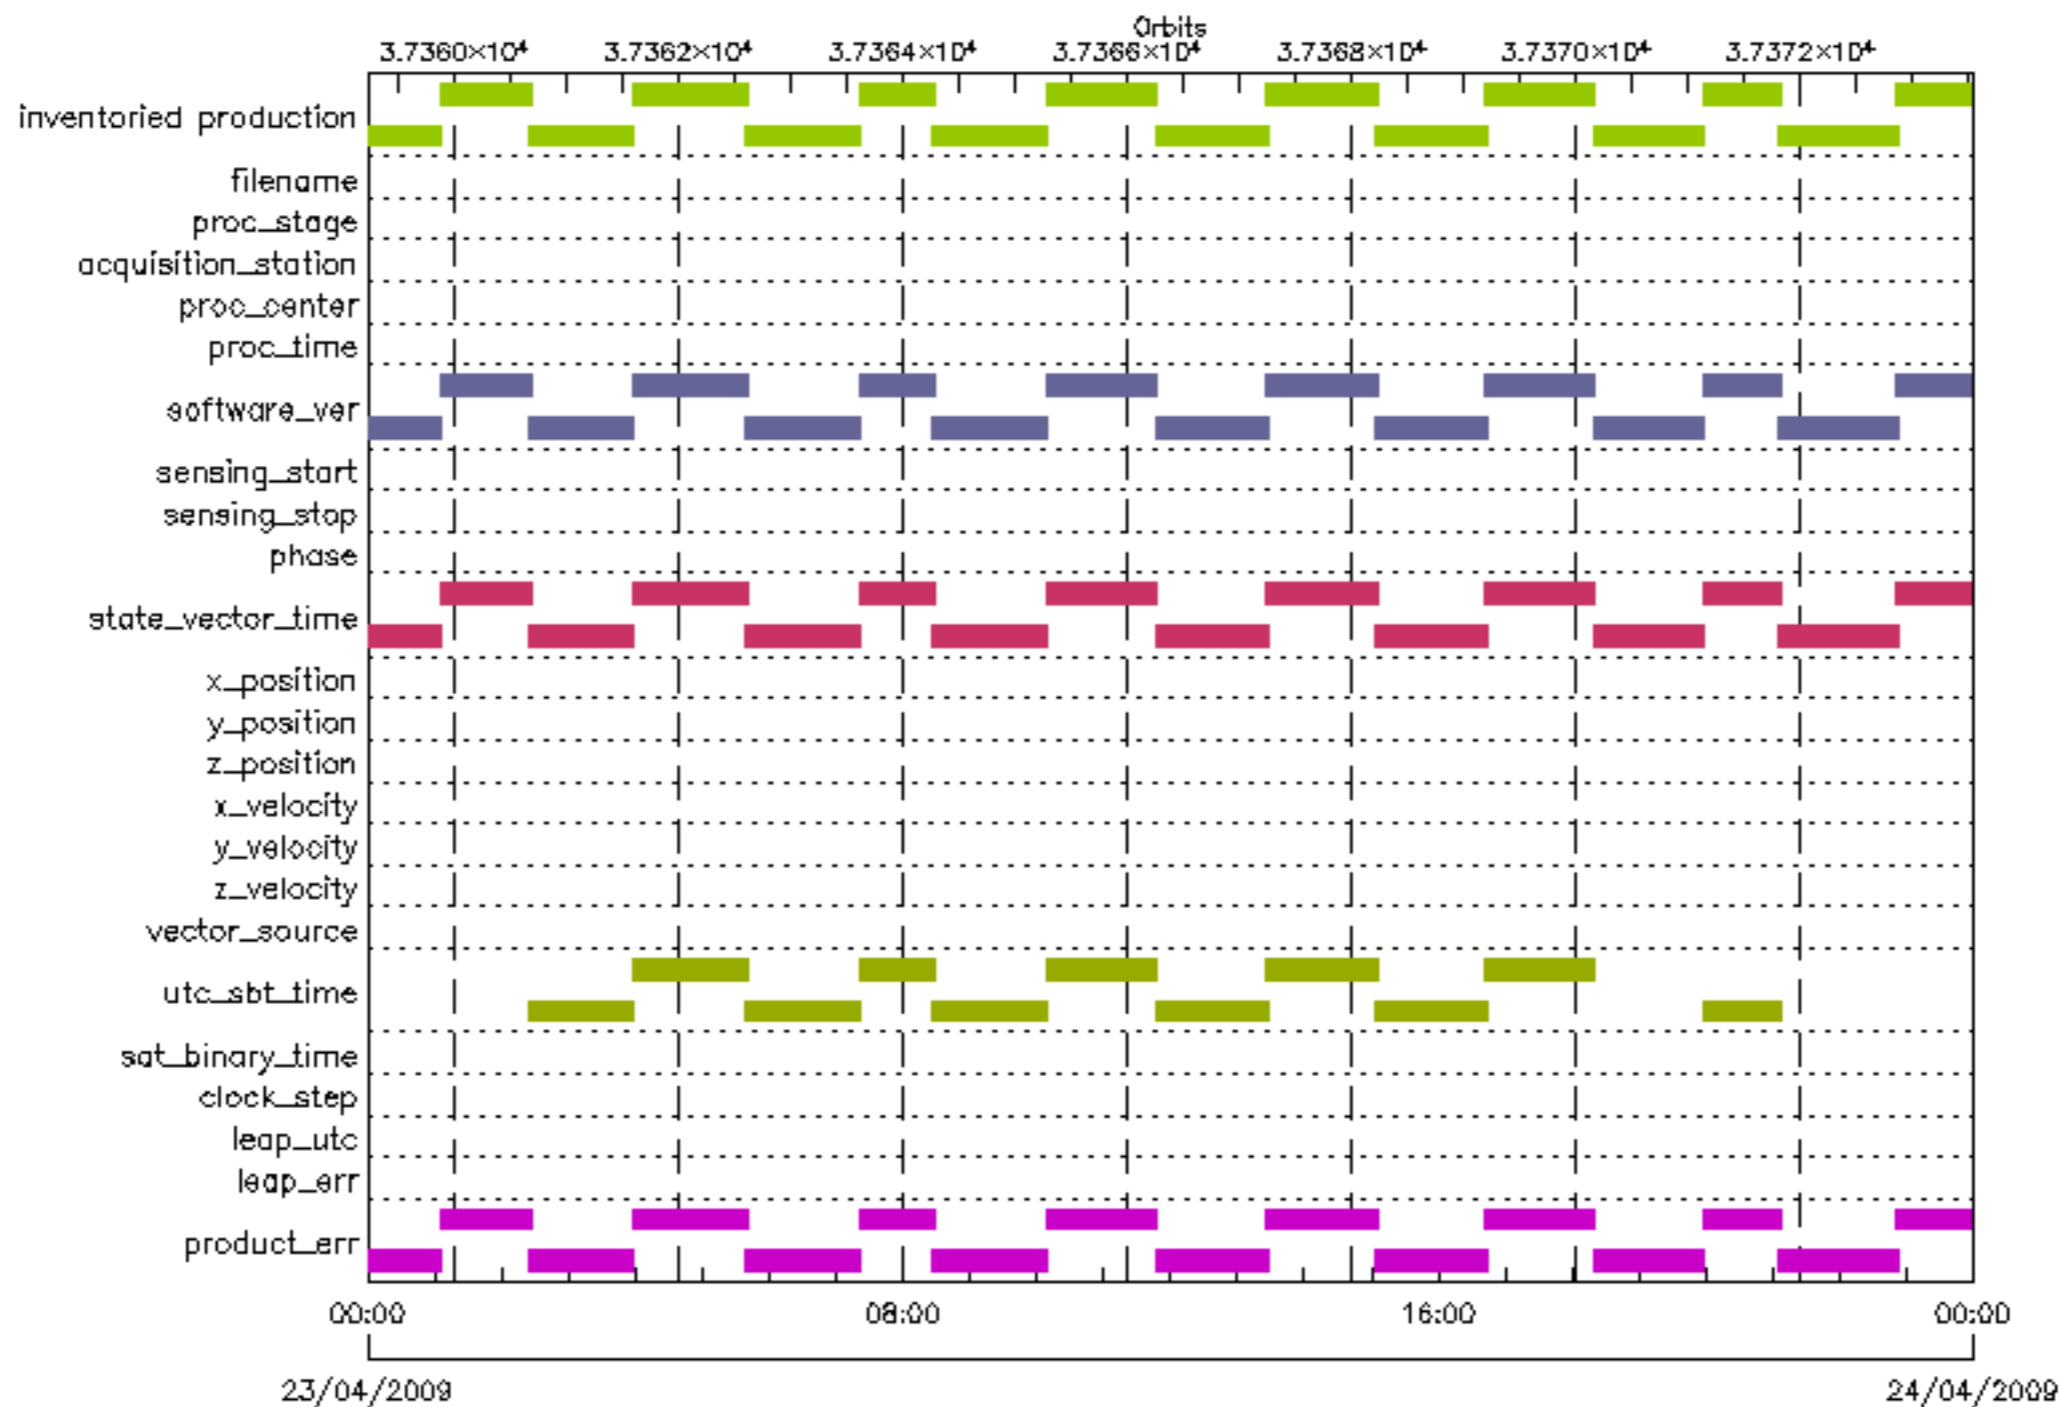 Orbits
3.7360×10⁴ 3.7362×10⁴ 3.7364×10⁴ 3.7366×10⁴ 3.7368×10⁴ 3.7370×10⁴ 3.7372×10⁴
inventoried production
filename
proc_stage
acquisition_station
proc_center
proc_time
software_ver
sensing_start
sensing_stop
phase
state_vector_time
x_position
y_position
z_position
x_velocity
y_velocity
z_velocity
vector_source
utc_sbt_time
sat_binary_time
clock_step
leap_utc
leap_err
product_err
00:00 08:00 16:00 00:00
23/04/2009 24/04/2009